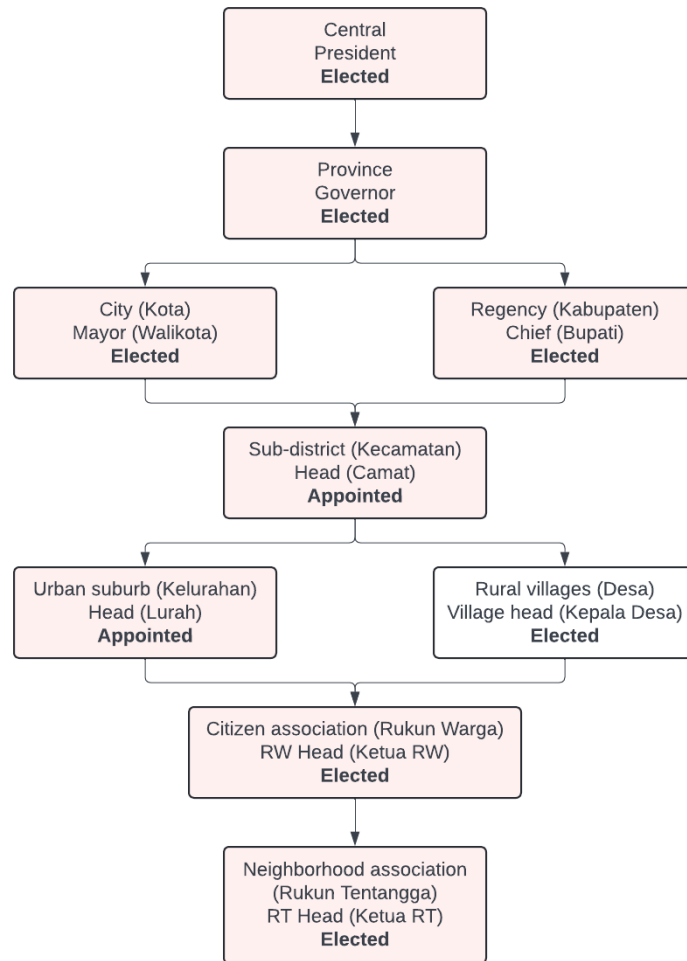 Central
President
Elected
Province
Governor
Elected
City (Kota)
Mayor (Walikota)
Elected
Regency (Kabupaten)
Chief (Bupati)
Elected
Sub-district (Kecamatan)
Head (Camat)
Appointed
Urban suburb (Kelurahan)
Head (Lurah)
Appointed
Rural villages (Desa)
Village head (Kepala Desa)
Elected
Citizen association (Rukun Warga)
RW Head (Ketua RW)
Elected
Neighborhood association
(Rukun Tentangga)
RT Head (Ketua RT)
Elected